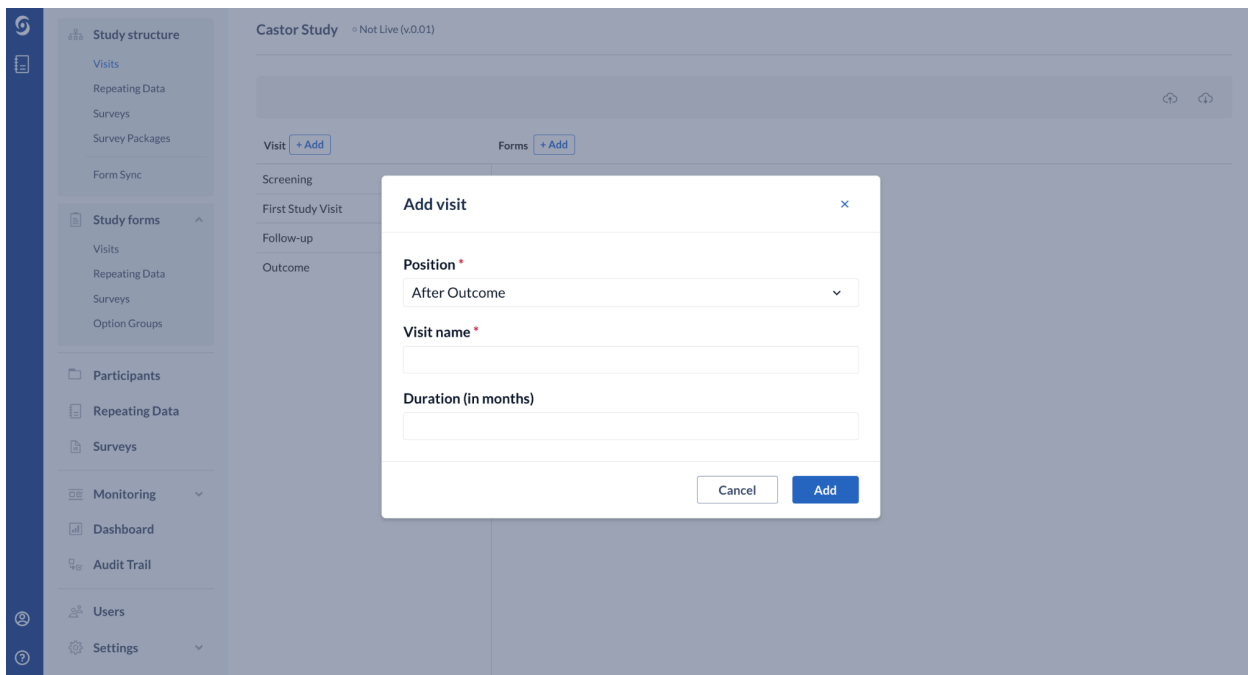 Castor Study
Not Live (v.0.01)
Study structure
Visits
Repeating Data
Surveys
Survey Packages
Form Sync
Study forms
Visits
Repeating Data
Surveys
Option Groups
Participants
Repeating Data
Surveys
Monitoring
Dashboard
Audit Trail
Users
Settings
Visit + Add
Forms + Add
Screening
First Study Visit
Follow-up
Outcome
Add visit
Position *
After Outcome
Visit name *
Duration (in months)
Cancel
Add